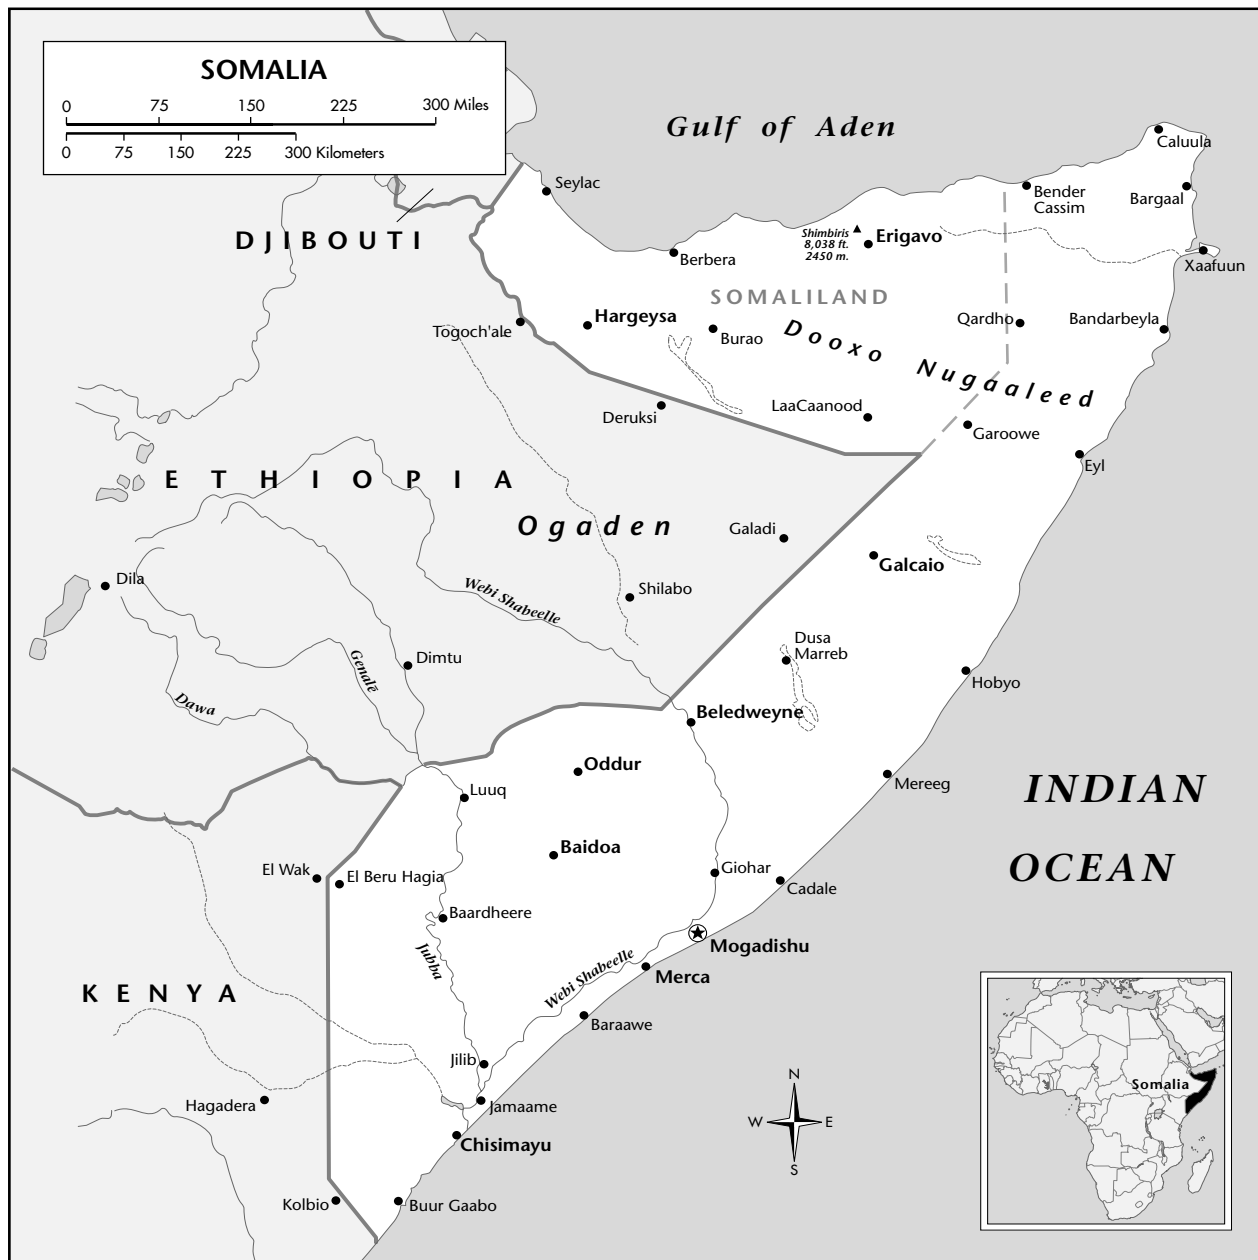 SOMALIA
0 75 150 225 300 Miles
0 75 150 225 300 Kilometers
Gulf of Aden
Caluula
Seylac
Bender
Cassim
Bargaal
DJIBOUTI
Shimbiris
8,038 ft.
2450 m.
Erigavo
Berbera
Xaafuun
SOMALILAND
Hargeysa
Togoch'ale
Burao
Qardho
Bandarbeyla
Dooxo Nugaaleed
Deruksi
LaaCaanood
Garoowe
Eyl
ETHIOPIA
Ogaden
Galadi
Galcaio
Dila
Webi Shabeelle
Shilabo
Dusa
Marreb
Dimtu
Genalē
Hobyo
Dawa
Beledweyne
Oddur
Luuq
Mereeg
INDIAN
OCEAN
Baidoa
El Wak
El Beru Hagia
Giohar
Cadale
Baardheere
Mogadishu
Jubba
Webi Shabeelle
Merca
KENYA
Baraawe
Jilib
Hagadera
Jamaame
Chisimayu
Kolbio
Buur Gaabo
N
W E
S
Somalia